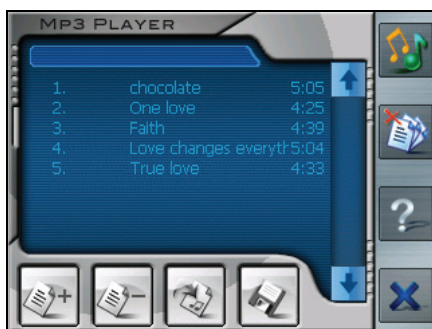 MP3 PLAYER
1. chocolate 5:05
2. One love 4:25
3. Faith 4:39
4. Love changes everyth 5:04
5. True love 4:33